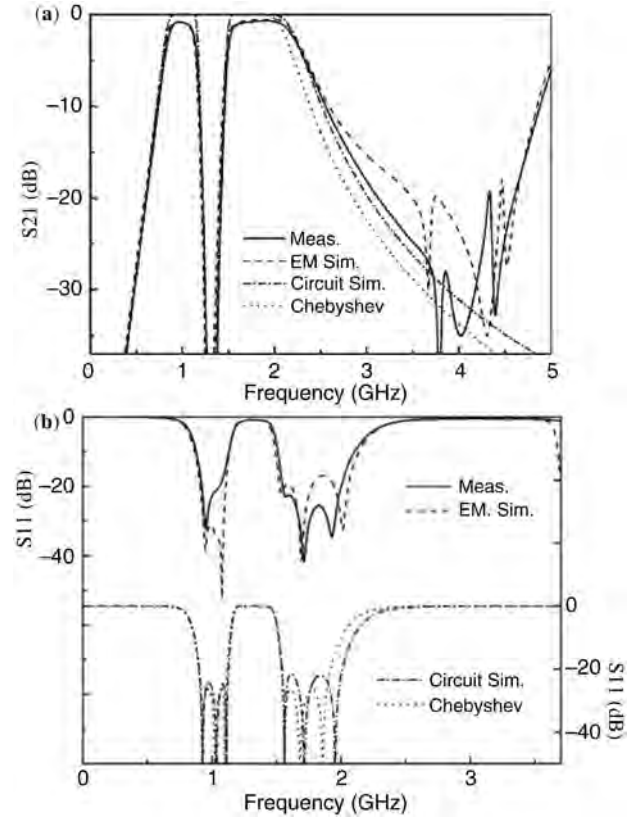 (a)
0
−10
−20
−30
S21 (dB)
Meas.
EM Sim.
Circuit Sim.
Chebyshev
0 1 2 3 4 5
Frequency (GHz)
(b)
0
−20
−40
S11 (dB)
Meas.
EM. Sim.
0
−20
−40
S11 (dB)
Circuit Sim.
Chebyshev
0 1 2 3
Frequency (GHz)